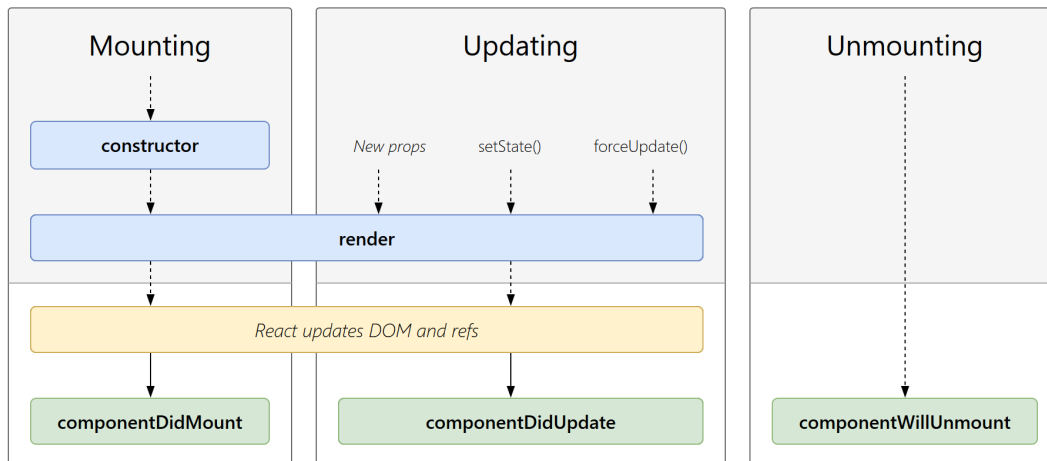 Mounting
Updating
Unmounting
constructor
New props
setState()
forceUpdate()
render
React updates DOM and refs
componentDidMount
componentDidUpdate
componentWillUnmount